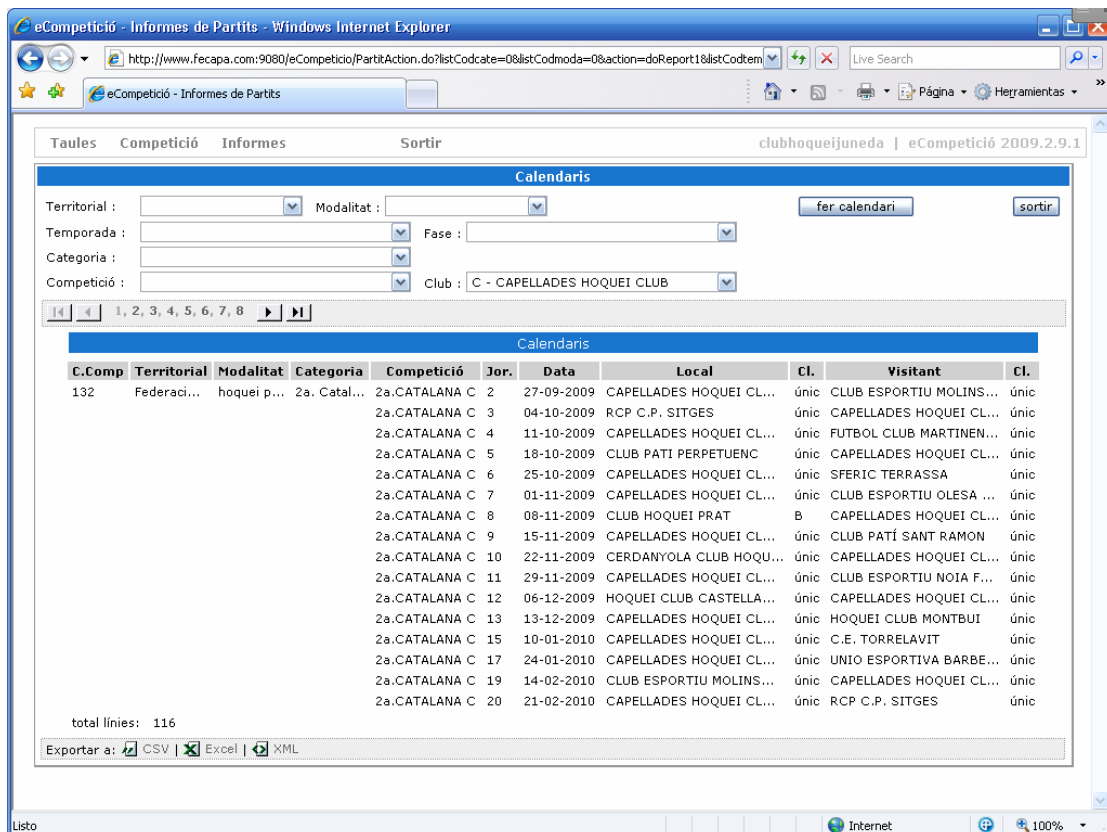 eCompetició - Informes de Partits - Windows Internet Explorer
http://www.fecapa.com:9080/eCompeticio/PartitAction.do?listCodcate=0&listCodmoda=0&action=doReport1&listCodtem
Live Search
eCompetició - Informes de Partits
Página
Herramientas
»
Taules Competició Informes Sortir clubhoqueijuneda | eCompetició 2009.2.9.1
Calendaris
Territorial : Modalitat : fer calendari sortir
Temporada : Fase :
Categoria :
Competició : Club : C - CAPELLADES HOQUEI CLUB
1, 2, 3, 4, 5, 6, 7, 8
Calendaris
C.Comp Territorial Modalitat Categoria Competició Jor. Data Local Cl. Visitant Cl.
132 Federaci... hoquei p... 2a. Catal... 2a.CATALANA C 2 27-09-2009 CAPELLADES HOQUEI CL... únic CLUB ESPORTIU MOLINS... únic
2a.CATALANA C 3 04-10-2009 RCP C.P. SITGES únic CAPELLADES HOQUEI CL... únic
2a.CATALANA C 4 11-10-2009 CAPELLADES HOQUEI CL... únic FUTBOL CLUB MARTINEN... únic
2a.CATALANA C 5 18-10-2009 CLUB PATI PERPETUENC únic CAPELLADES HOQUEI CL... únic
2a.CATALANA C 6 25-10-2009 CAPELLADES HOQUEI CL... únic SFERIC TERRASSA únic
2a.CATALANA C 7 01-11-2009 CAPELLADES HOQUEI CL... únic CLUB ESPORTIU OLESA ... únic
2a.CATALANA C 8 08-11-2009 CLUB HOQUEI PRAT B CAPELLADES HOQUEI CL... únic
2a.CATALANA C 9 15-11-2009 CAPELLADES HOQUEI CL... únic CLUB PATÍ SANT RAMON únic
2a.CATALANA C 10 22-11-2009 CERDANYOLA CLUB HOQU... únic CAPELLADES HOQUEI CL... únic
2a.CATALANA C 11 29-11-2009 CAPELLADES HOQUEI CL... únic CLUB ESPORTIU NOIA F... únic
2a.CATALANA C 12 06-12-2009 HOQUEI CLUB CASTELLA... únic CAPELLADES HOQUEI CL... únic
2a.CATALANA C 13 13-12-2009 CAPELLADES HOQUEI CL... únic HOQUEI CLUB MONTBUI únic
2a.CATALANA C 15 10-01-2010 CAPELLADES HOQUEI CL... únic C.E. TORRELAVIT únic
2a.CATALANA C 17 24-01-2010 CAPELLADES HOQUEI CL... únic UNIO ESPORTIVA BARBE... únic
2a.CATALANA C 19 14-02-2010 CLUB ESPORTIU MOLINS... únic CAPELLADES HOQUEI CL... únic
2a.CATALANA C 20 21-02-2010 CAPELLADES HOQUEI CL... únic RCP C.P. SITGES únic
total línies: 116
Exportar a: CSV | Excel | XML
Listo Internet 100%